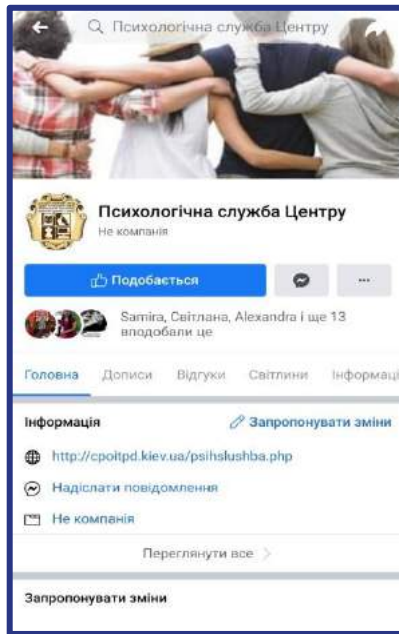 Психологічна служба Центру
Психологічна служба Центру
Не компанія
Подобається
Samira, Світлана, Alexandra і ще 13
вподобали це
Головна Дописи Відгуки Світлини Інформаці
Інформація Запропонувати зміни
http://cpoitpd.kiev.ua/psihslushba.php
Надіслати повідомлення
Не компанія
Переглянути все
Запропонувати зміни